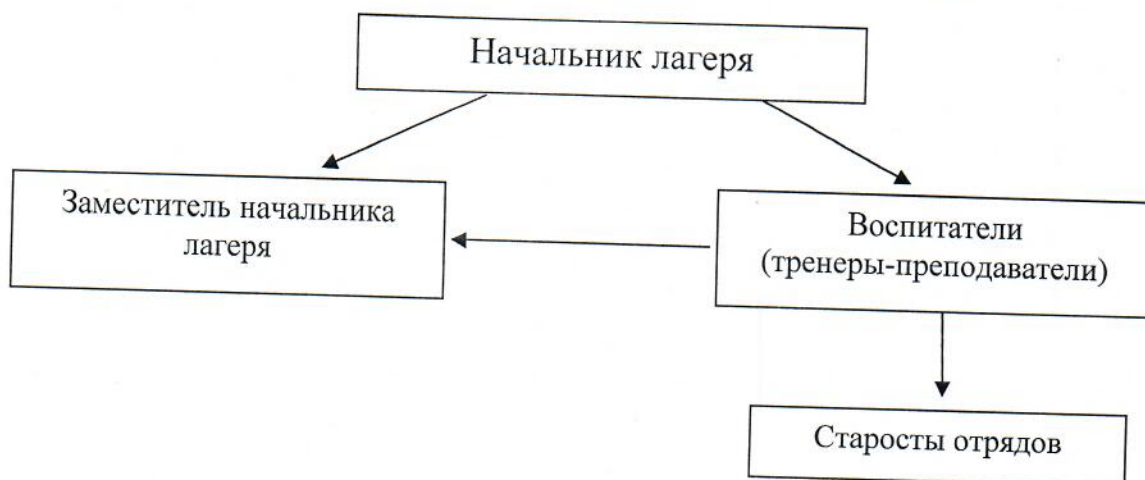 Начальник лагеря
Заместитель начальника
лагеря
Воспитатели
(тренеры-преподаватели)
Старосты отрядов